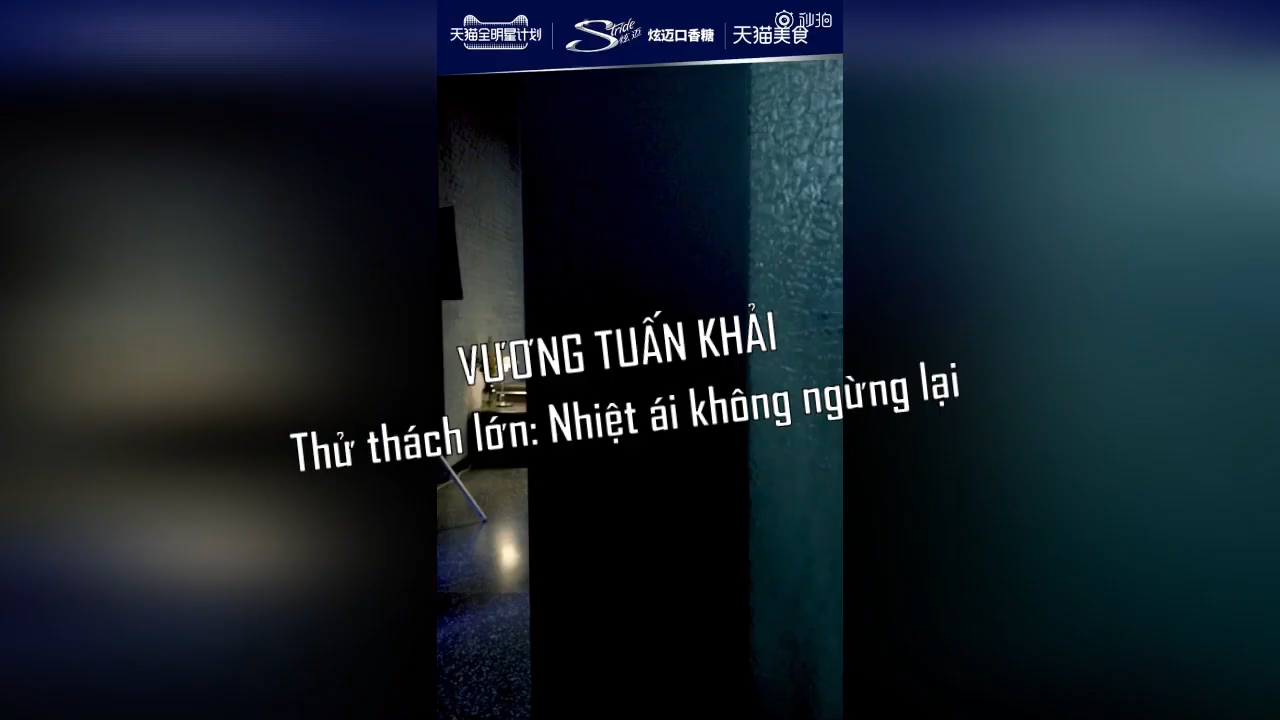 秒拍
天猫全明星计划
Stride 炫迈
炫迈口香糖
天猫美食
VƯƠNG TUẤN KHẢI
Thử thách lớn: Nhiệt ái không ngừng lại